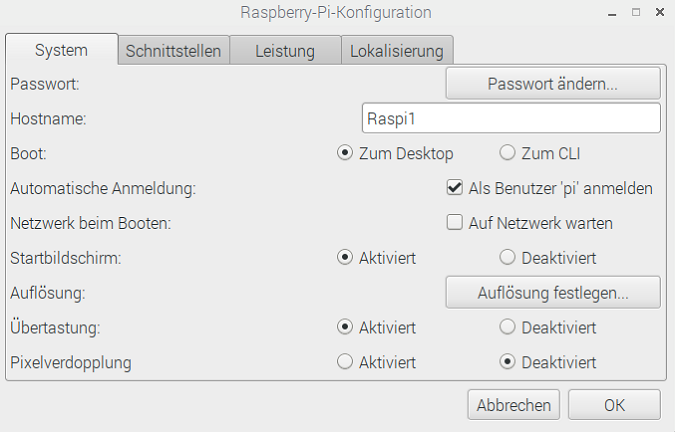 Raspberry-Pi-Konfiguration
System Schnittstellen Leistung Lokalisierung
Passwort: Passwort ändern...
Hostname: Raspi1
Boot: Zum Desktop Zum CLI
Automatische Anmeldung: Als Benutzer 'pi' anmelden
Netzwerk beim Booten: Auf Netzwerk warten
Startbildschirm: Aktiviert Deaktiviert
Auflösung: Auflösung festlegen...
Übertastung: Aktiviert Deaktiviert
Pixelverdopplung Aktiviert Deaktiviert
Abbrechen OK